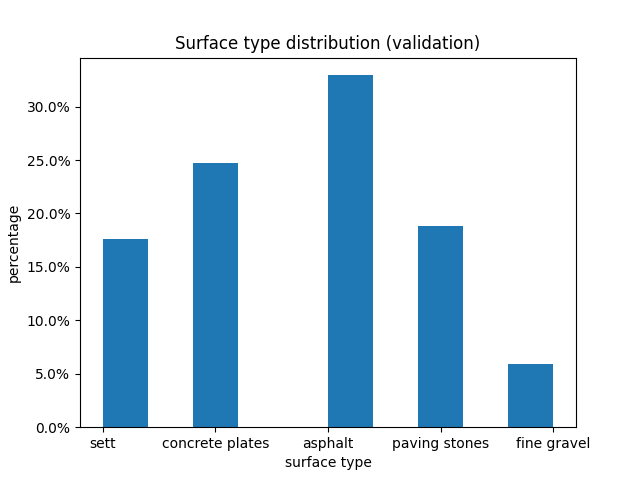 Surface type distribution (validation)
percentage
30.0%
25.0%
20.0%
15.0%
10.0%
5.0%
0.0%
sett concrete plates asphalt paving stones fine gravel
surface type